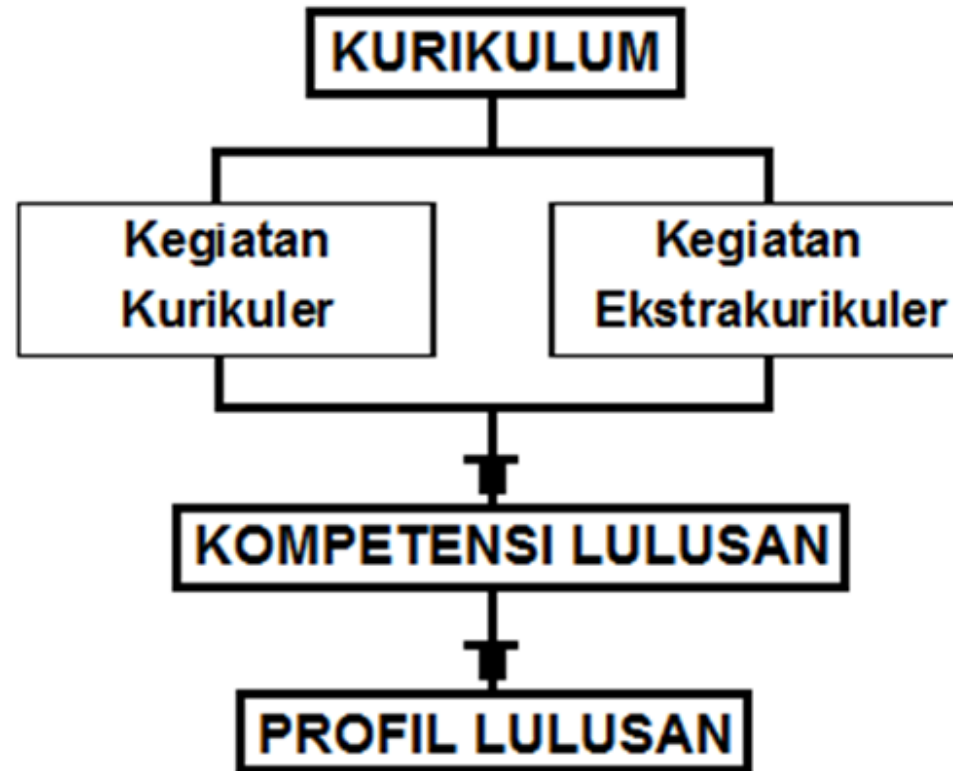 KURIKULUM
Kegiatan
Kurikuler
Kegiatan
Ekstrakurikuler
KOMPETENSI LULUSAN
PROFIL LULUSAN